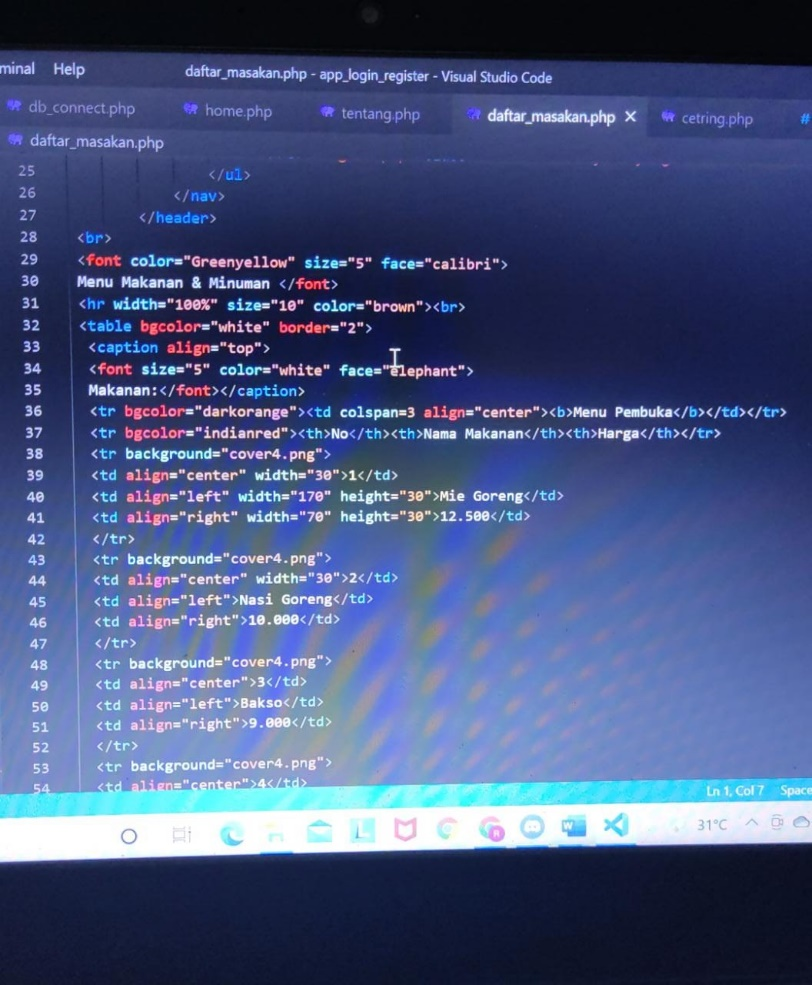 minal Help daftar_masakan.php - app_login_register - Visual Studio Code
db_connect.php home.php tentang.php daftar_masakan.php × cetring.php #
daftar_masakan.php
25 </ul>
26 </nav>
27 </header>
28 <br>
29 <font color="Greenyellow" size="5" face="calibri">
30 Menu Makanan & Minuman </font>
31 <hr width="100%" size="10" color="brown"><br>
32 <table bgcolor="white" border="2">
33 <caption align="top">
34 <font size="5" color="white" face="elephant">
35 Makanan:</font></caption>
36 <tr bgcolor="darkorange"><td colspan=3 align="center"><b>Menu Pembuka</b></td></tr>
37 <tr bgcolor="indianred"><th>No</th><th>Nama Makanan</th><th>Harga</th></tr>
38 <tr background="cover4.png">
39 <td align="center" width="30">1</td>
40 <td align="left" width="170" height="30">Mie Goreng</td>
41 <td align="right" width="70" height="30">12.500</td>
42 </tr>
43 <tr background="cover4.png">
44 <td align="center" width="30">2</td>
45 <td align="left">Nasi Goreng</td>
46 <td align="right">10.000</td>
47 </tr>
48 <tr background="cover4.png">
49 <td align="center">3</td>
50 <td align="left">Bakso</td>
51 <td align="right">9.000</td>
52 </tr>
53 <tr background="cover4.png">
54 <td align="center">4</td>
Ln 1, Col 7 Space
31°C